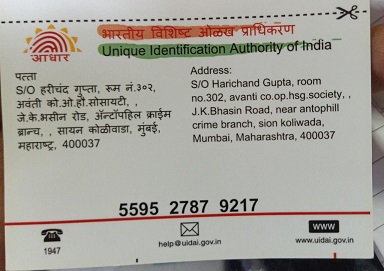 भारतीय विशिष्ट ओळख प्राधिकरण
Unique Identification Authority of India
आधार
पत्ता
S/O हरीचंद गुप्ता, रूम नं.३०२,
अवंती को.ओ.ही.सोसायटी, ,
जे.के.भसीन रोड, अ‍ॅन्टॉपहिल क्राईम
ब्रान्च, , सायन कोळीवाडा, मुंबई,
महाराष्ट्र, 400037
Address:
S/O Harichand Gupta, room
no.302, avanti co.op.hsg.society, ,
J.K.Bhasin Road, near antophill
crime branch, sion koliwada,
Mumbai, Maharashtra, 400037
5595 2787 9217
1947
help@uidai.gov.in
www
www.uidai.gov.in